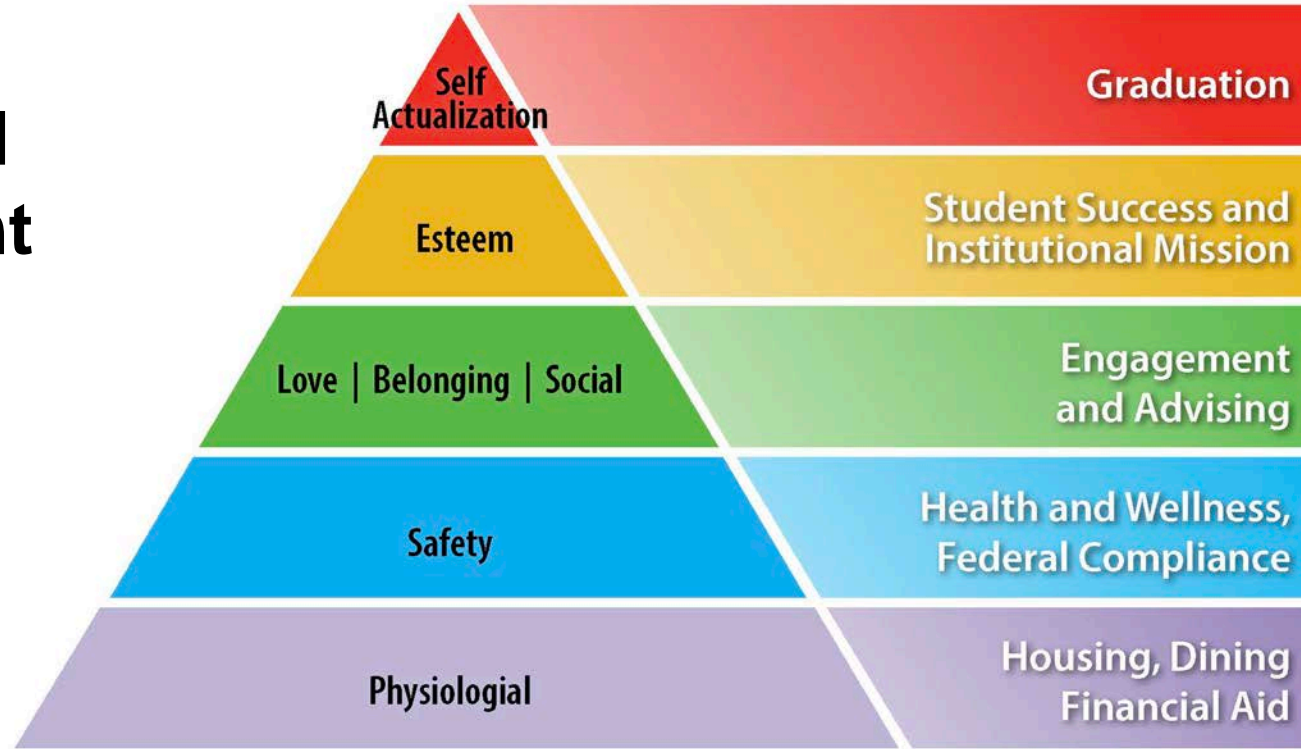 Self
Actualization
Graduation
Esteem
Student Success and
Institutional Mission
Love | Belonging | Social
Engagement
and Advising
Safety
Health and Wellness,
Federal Compliance
Physiologial
Housing, Dining
Financial Aid